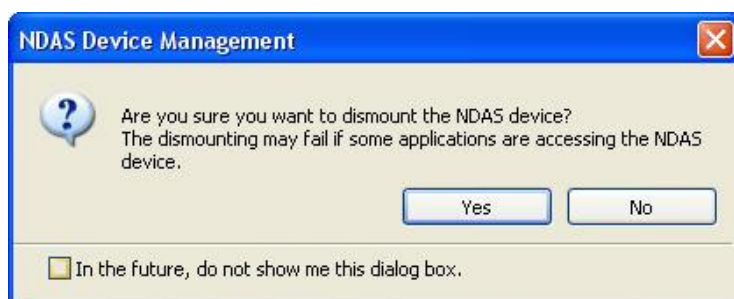 NDAS Device Management
Are you sure you want to dismount the NDAS device?
The dismounting may fail if some applications are accessing the NDAS
device.
Yes No
In the future, do not show me this dialog box.